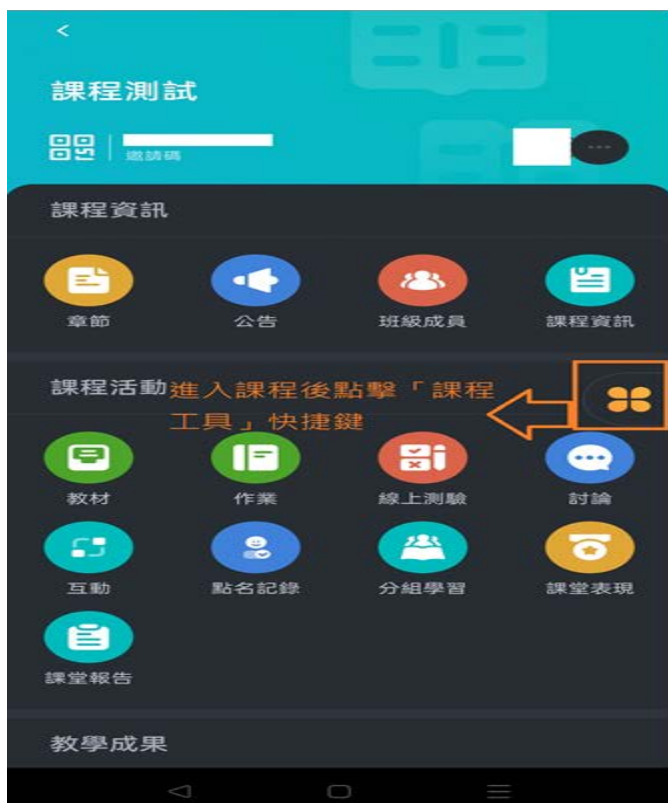 課程測試
邀請碼
課程資訊
章節
公告
班級成員
課程資訊
課程活動
進入課程後點擊「課程
工具」快捷鍵
教材
作業
線上測驗
討論
互動
點名記錄
分組學習
課堂表現
課堂報告
教學成果